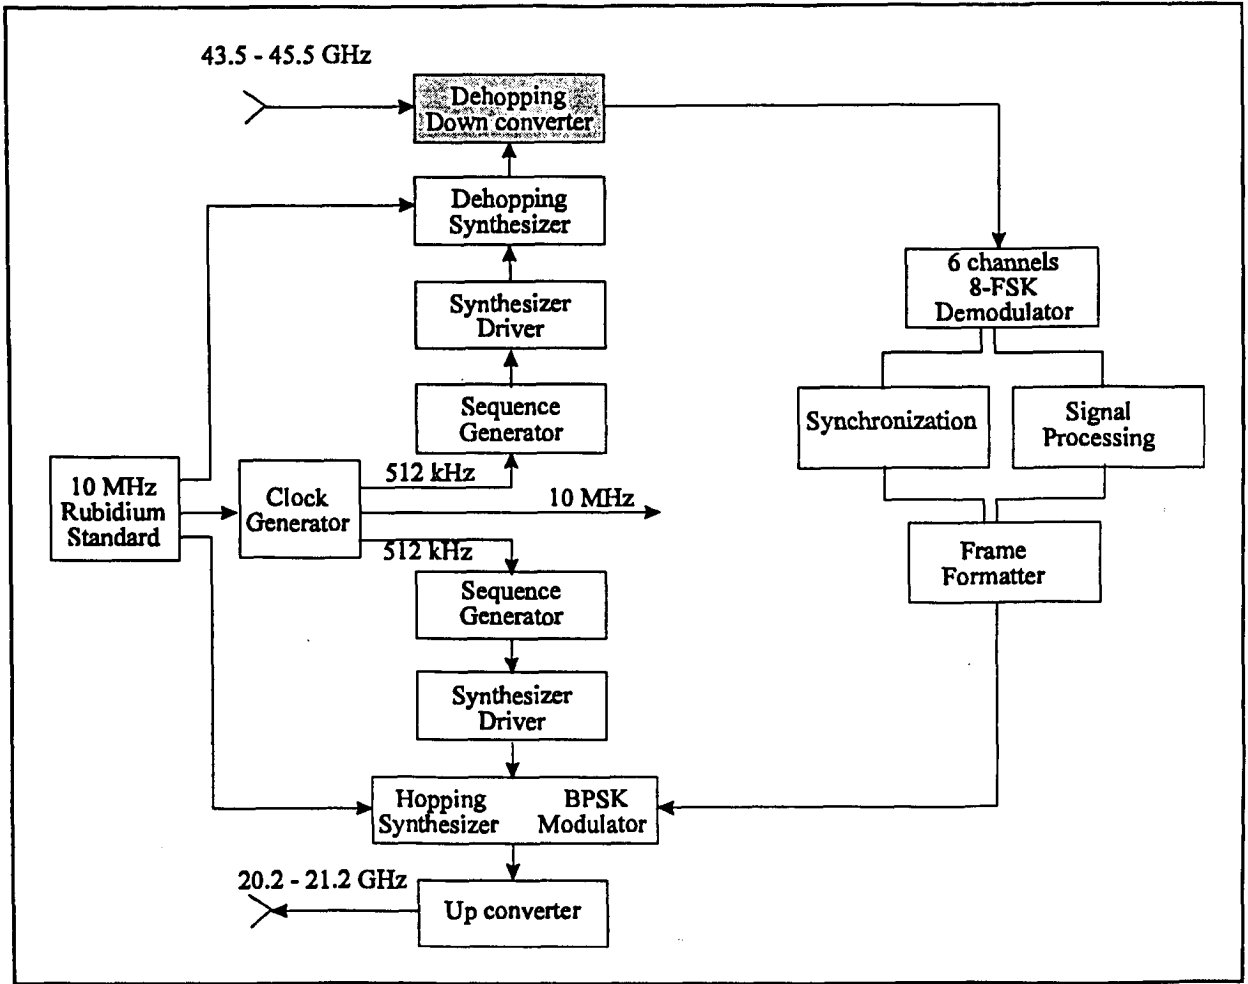 43.5 - 45.5 GHz
Dehopping
Down converter
Dehopping
Synthesizer
6 channels
8-FSK
Demodulator
Synthesizer
Driver
Sequence
Generator
Synchronization
Signal
Processing
10 MHz
Rubidium
Standard
Clock
Generator
512 kHz
10 MHz
512 kHz
Frame
Formatter
Sequence
Generator
Synthesizer
Driver
Hopping
Synthesizer
BPSK
Modulator
20.2 - 21.2 GHz
Up converter